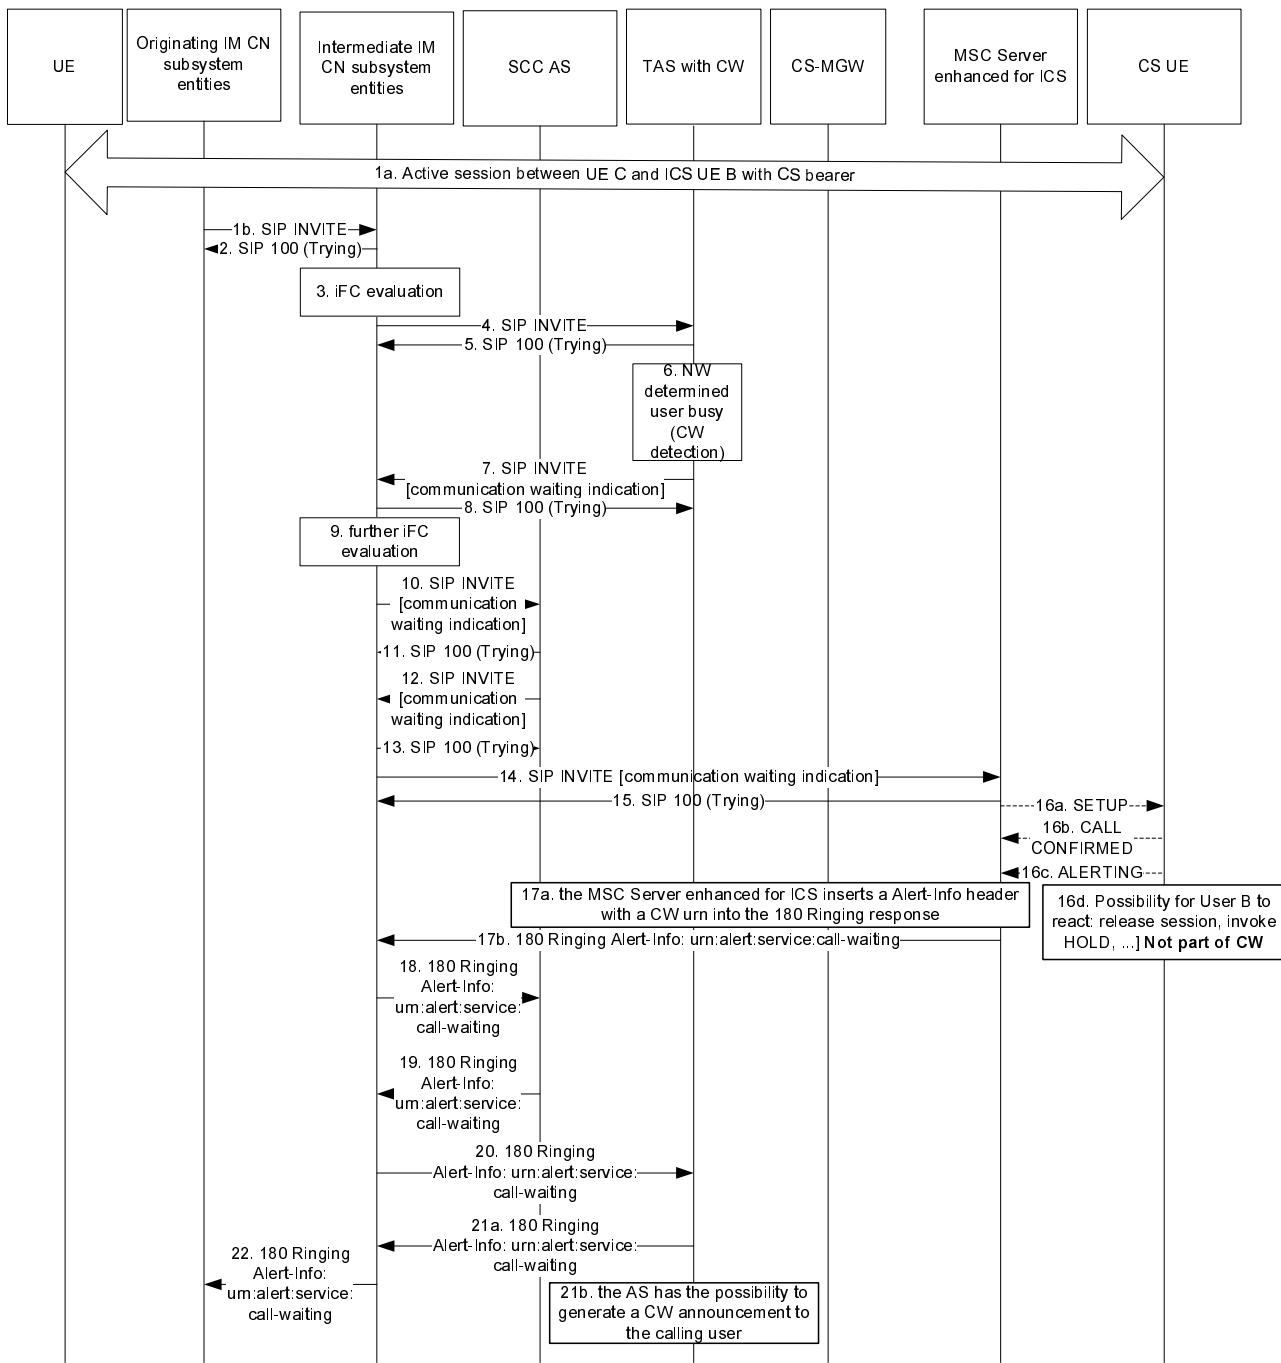 UE
Originating IM CN
subsystem
entities
Intermediate IM
CN subsystem
entities
SCC AS
TAS with CW
CS-MGW
MSC Server
enhanced for ICS
CS UE
1a. Active session between UE C and ICS UE B with CS bearer
1b. SIP INVITE
2. SIP 100 (Trying)
3. iFC evaluation
4. SIP INVITE
5. SIP 100 (Trying)
6. NW
determined
user busy
(CW
detection)
7. SIP INVITE
[communication waiting indication]
8. SIP 100 (Trying)
9. further iFC
evaluation
10. SIP INVITE
[communication
waiting indication]
11. SIP 100 (Trying)
12. SIP INVITE
[communication
waiting indication]
13. SIP 100 (Trying)
14. SIP INVITE [communication waiting indication]
15. SIP 100 (Trying)
16a. SETUP
16b. CALL
CONFIRMED
16c. ALERTING
17a. the MSC Server enhanced for ICS inserts a Alert-Info header
with a CW urn into the 180 Ringing response
16d. Possibility for User B to
react: release session, invoke
HOLD, ...] Not part of CW
17b. 180 Ringing Alert-Info: urn:alert:service:call-waiting
18. 180 Ringing
Alert-Info:
urn:alert:service:
call-waiting
19. 180 Ringing
Alert-Info:
urn:alert:service:
call-waiting
20. 180 Ringing
Alert-Info: urn:alert:service:
call-waiting
21a. 180 Ringing
Alert-Info: urn:alert:service:
call-waiting
22. 180 Ringing
Alert-Info:
urn:alert:service:
call-waiting
21b. the AS has the possibility to
generate a CW announcement to
the calling user